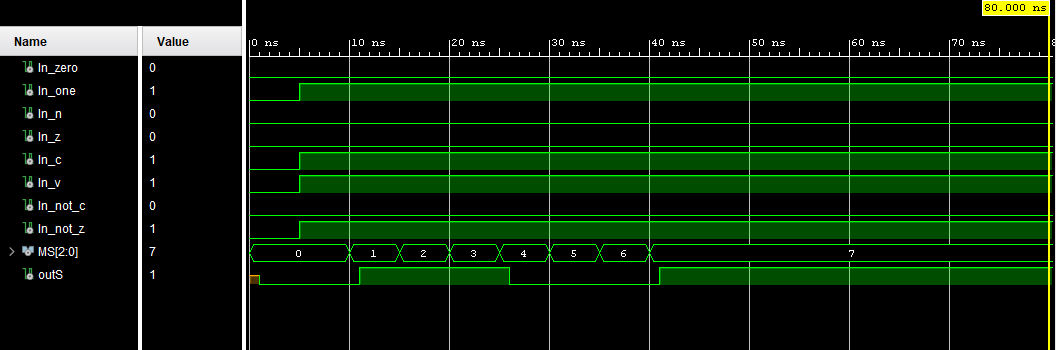 80.000 ns
Name Value
0 ns 10 ns 20 ns 30 ns 40 ns 50 ns 60 ns 70 ns 8
In_zero 0
In_one 1
In_n 0
In_z 0
In_c 1
In_v 1
In_not_c 0
In_not_z 1
MS[2:0] 7 0 1 2 3 4 5 6 7
outS 1